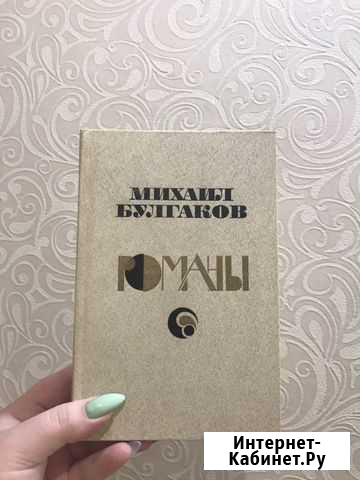 МИХАИЛ
БУЛГАКОВ
РОМАНЫ
Интернет-
Кабинет.Ру